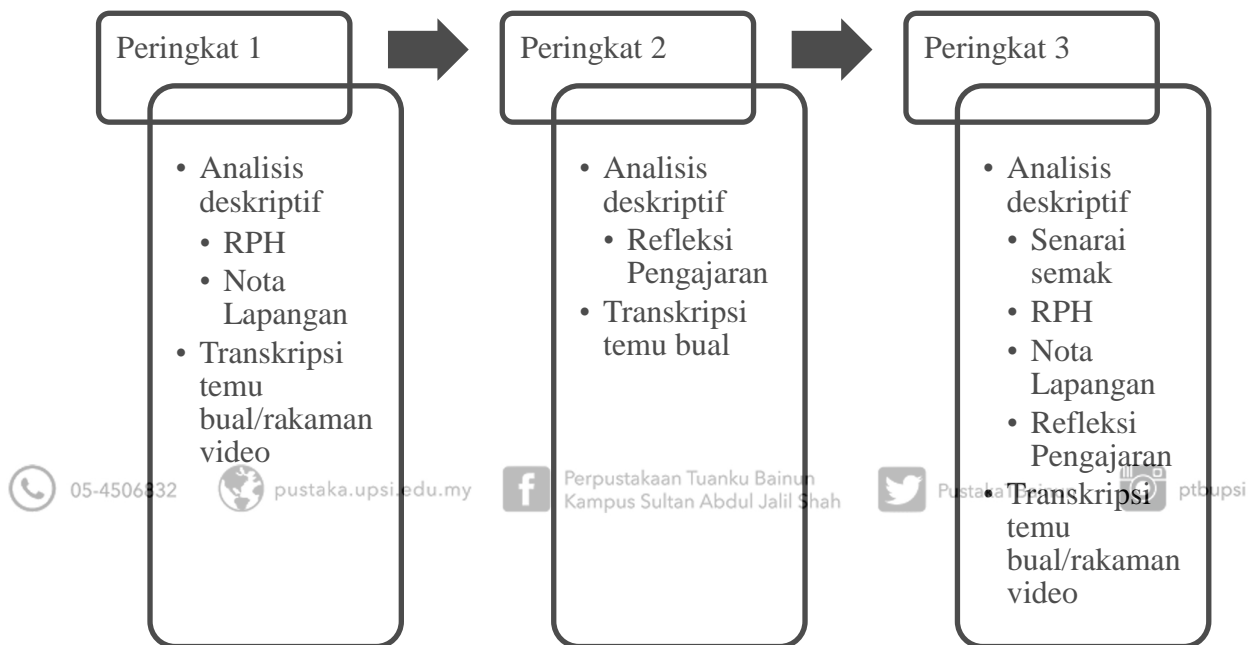 Peringkat 1
• Analisis
deskriptif
• RPH
• Nota
Lapangan
• Transkripsi
temu
bual/rakaman
video
Peringkat 2
• Analisis
deskriptif
• Refleksi
Pengajaran
• Transkripsi
temu bual
Peringkat 3
• Analisis
deskriptif
• Senarai
semak
• RPH
• Nota
Lapangan
• Refleksi
Pengajaran
• Transkripsi
temu
bual/rakaman
video
05-4506832
pustaka.upsi.edu.my
Perpustakaan Tuanku Bainun
Kampus Sultan Abdul Jalil Shah
ptbupsi